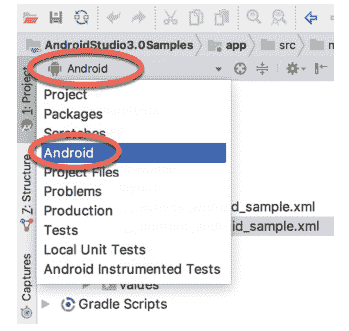 AndroidStudio3.0Samples app src
Android
1: Project
Project
Packages
Scratches
Android
Project Files
Problems
Production
Tests
Local Unit Tests
Android Instrumented Tests
Z: Structure
Captures
d_sample.xml
id_sample.xml
values
Gradle Scripts